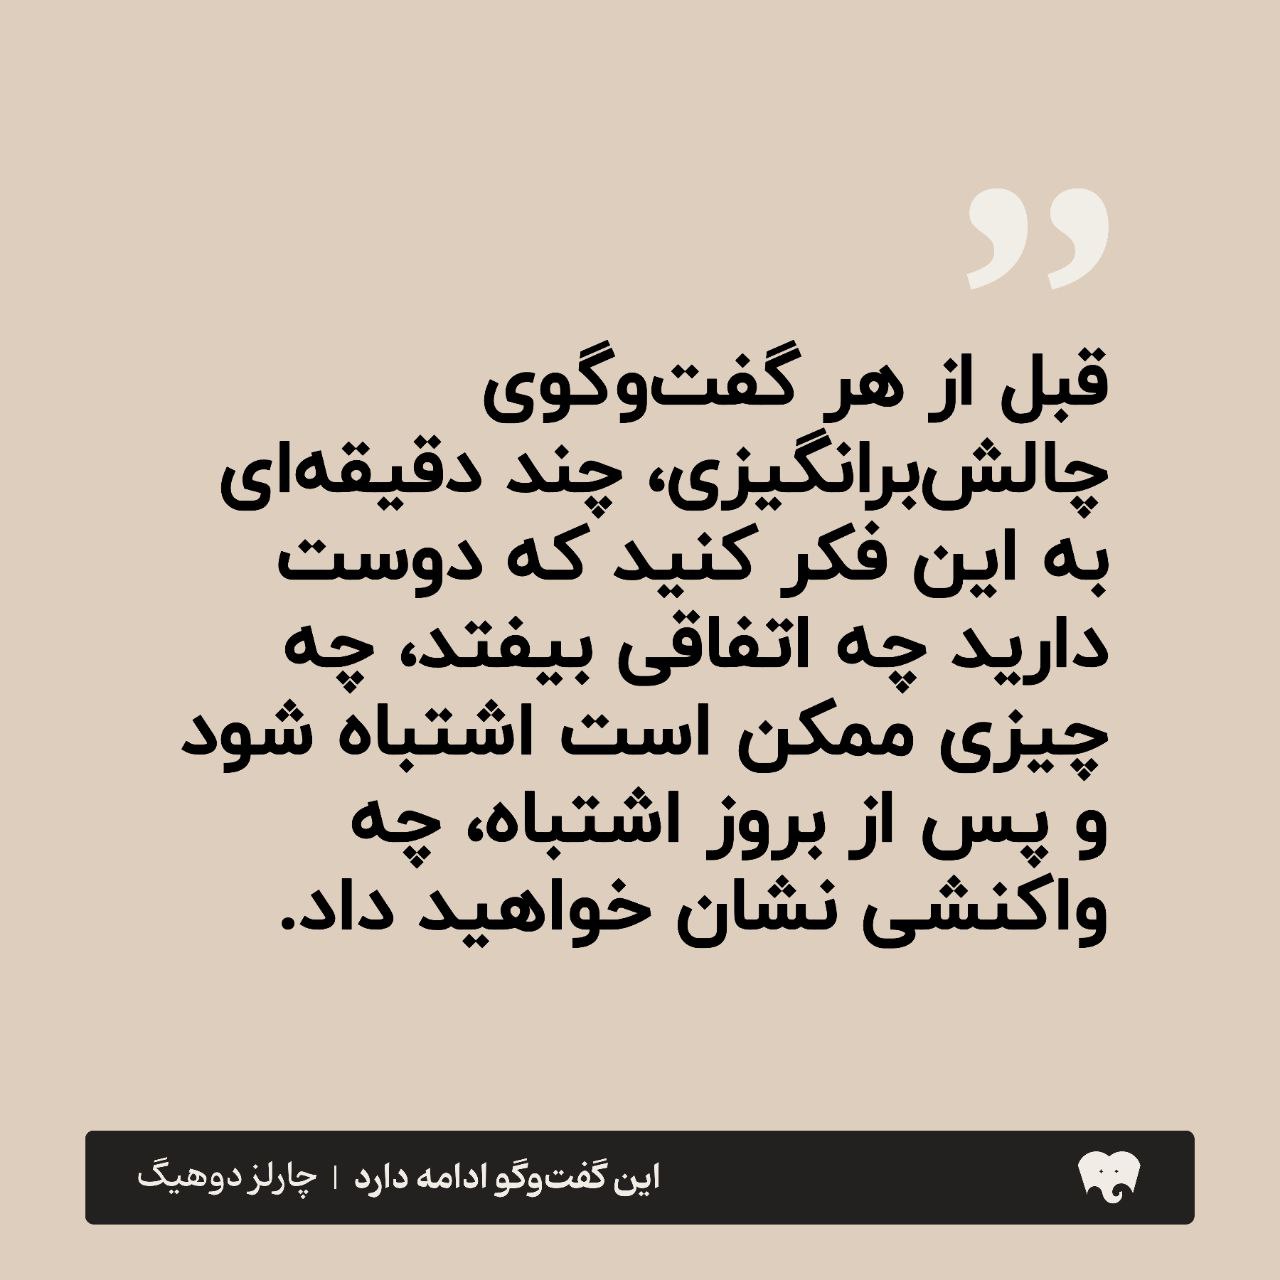 ”
قبل از هر گفت‌وگوی
چالش‌برانگیزی، چند دقیقه‌ای
به این فکر کنید که دوست
دارید چه اتفاقی بیفتد، چه
چیزی ممکن است اشتباه شود
و پس از بروز اشتباه، چه
واکنشی نشان خواهید داد.
این گفت‌وگو ادامه دارد | چارلز دوهیگ